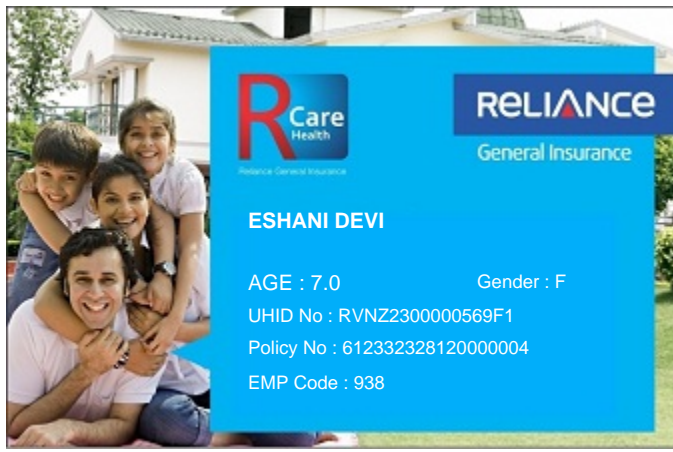 R Care
Health
Reliance General Insurance
RELIANCE
General Insurance
ESHANI DEVI
AGE : 7.0 Gender : F
UHID No : RVNZ2300000569F1
Policy No : 612332328120000004
EMP Code : 938